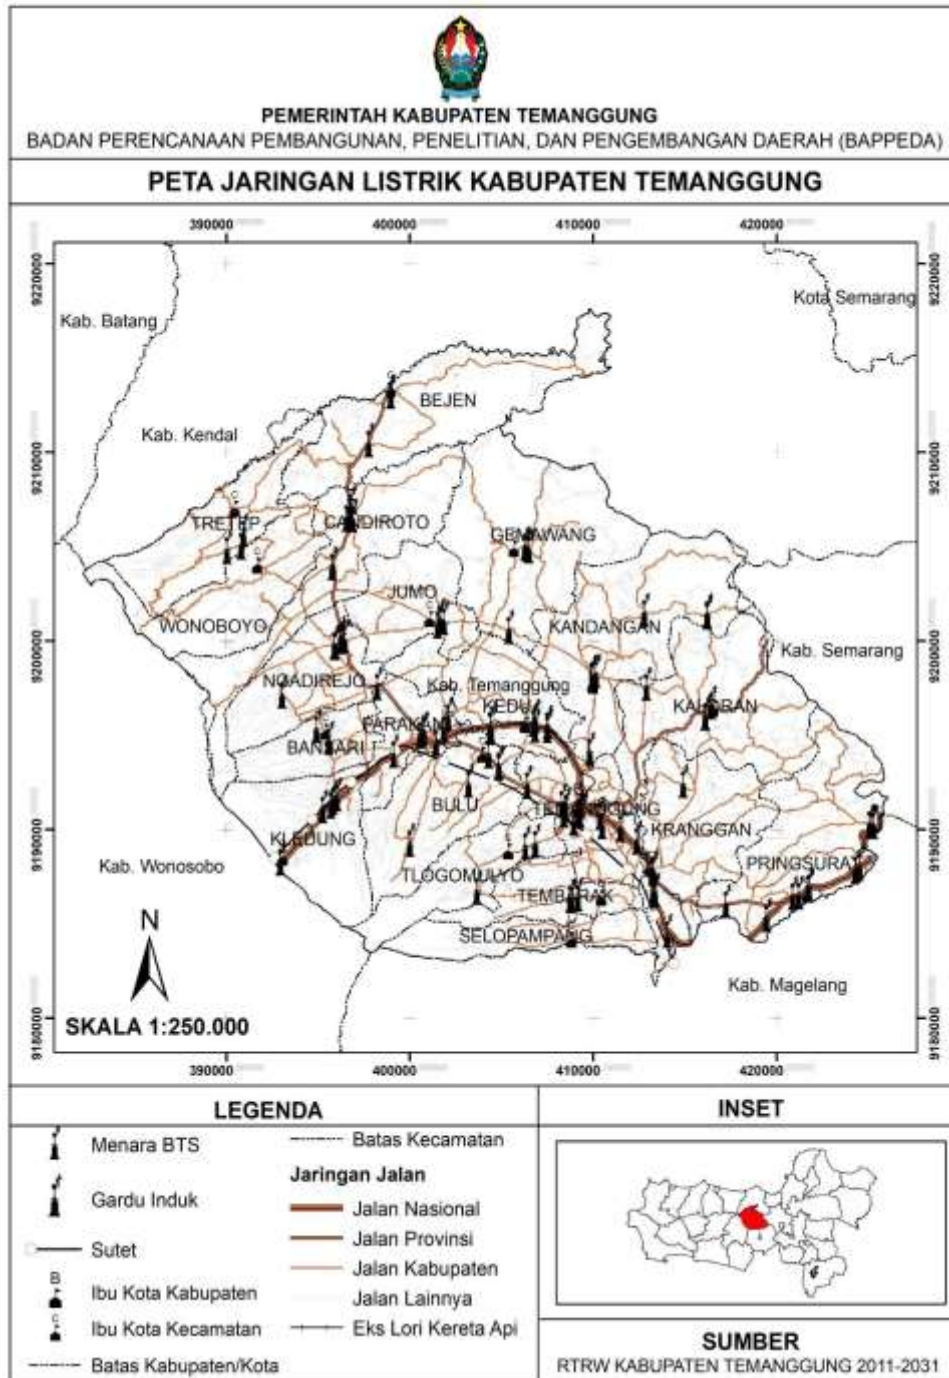 PEMERINTAH KABUPATEN TEMANGGUNG
BADAN PERENCANAAN PEMBANGUNAN, PENELITIAN, DAN PENGEMBANGAN DAERAH (BAPPEDA)
PETA JARINGAN LISTRIK KABUPATEN TEMANGGUNG
390000 400000 410000 420000
9220000 9220000
Kota Semarang
Kab. Batang
BEJEN
Kab. Kendal
9210000 9210000
TRETEP CANDIROTO
GEMAWANG
JUMO
WONOBOYO KANDANGAN
9200000 9200000
Kab. Semarang
NGADIREJO Kab. Temanggung
KEDU KALORAN
PARAKAN
BANSARI
BULU TEMANGGUNG
KLEDUNG KRANGGAN
9190000 9190000
Kab. Wonosobo PRINGSURAT
TLOGOMULYO
TEMBARAK
SELOPAMPANG
N
Kab. Magelang
SKALA 1:250.000
9180000 9180000
390000 400000 410000 420000
LEGENDA
Menara BTS
Gardu Induk
Sutet
B
Ibu Kota Kabupaten
C
Ibu Kota Kecamatan
Batas Kabupaten/Kota
Batas Kecamatan
Jaringan Jalan
Jalan Nasional
Jalan Provinsi
Jalan Kabupaten
Jalan Lainnya
Eks Lori Kereta Api
INSET
SUMBER
RTRW KABUPATEN TEMANGGUNG 2011-2031